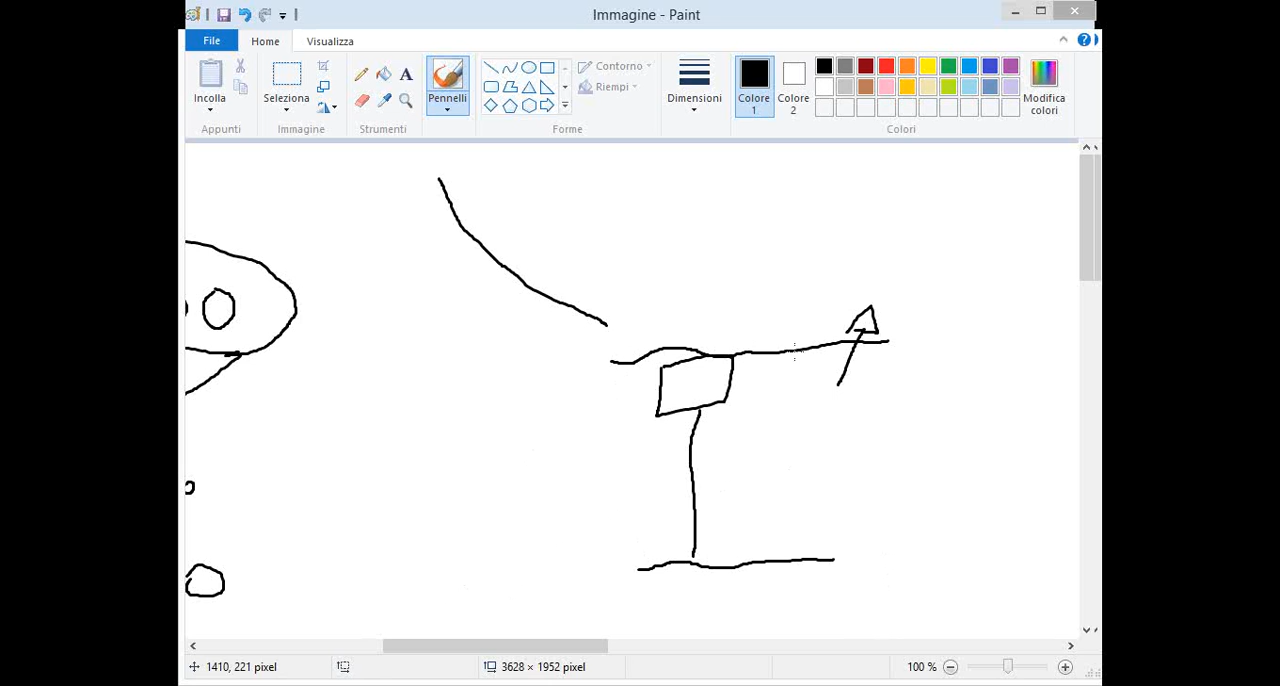 Immagine - Paint
File Home Visualizza
Contorno
Riempi
Incolla Seleziona Pennelli Dimensioni Colore 1 Colore 2 Modifica colori
Appunti Immagine Strumenti Forme Colori
1410, 221 pixel 3628 × 1952 pixel 100 %